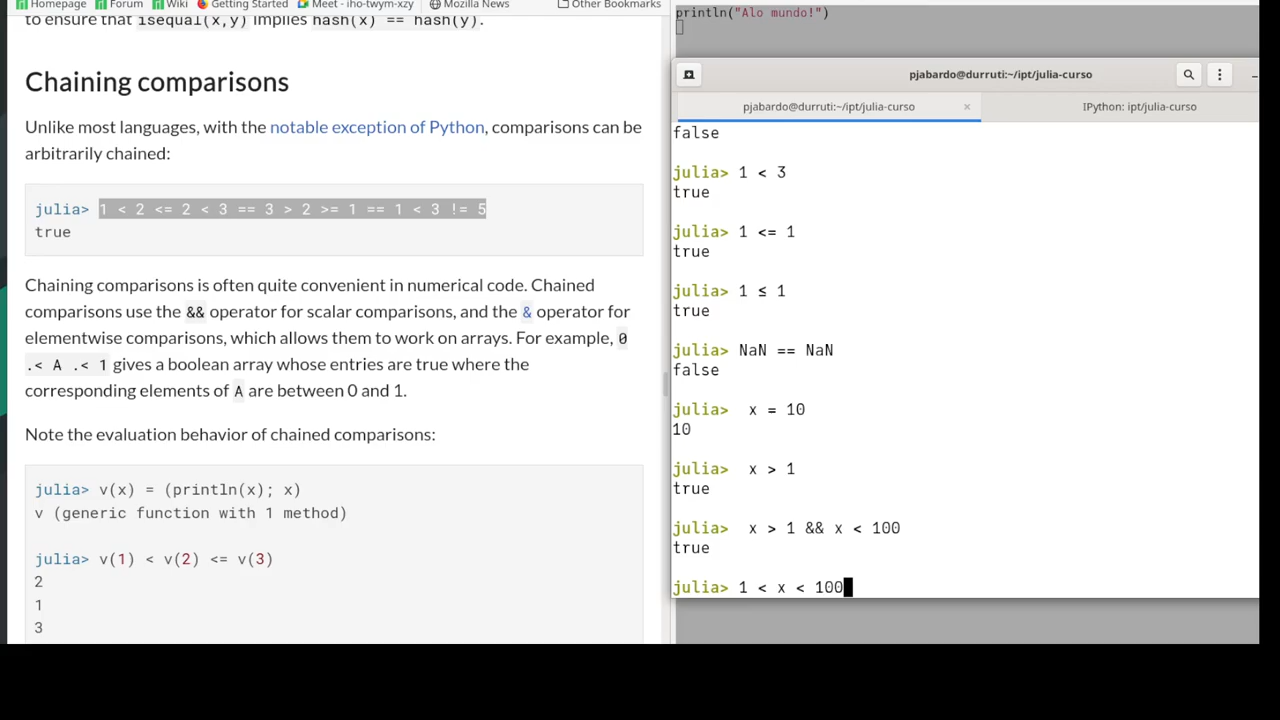 Homepage Forum Wiki Getting Started Meet - iho-twym-xzy Mozilla News Other Bookmarks
to ensure that isequal(x,y) implies hash(x) == hash(y).
Chaining comparisons
Unlike most languages, with the notable exception of Python, comparisons can be
arbitrarily chained:
julia> 1 < 2 <= 2 < 3 == 3 > 2 >= 1 == 1 < 3 != 5
true
Chaining comparisons is often quite convenient in numerical code. Chained
comparisons use the && operator for scalar comparisons, and the & operator for
elementwise comparisons, which allows them to work on arrays. For example, 0
.< A .< 1 gives a boolean array whose entries are true where the
corresponding elements of A are between 0 and 1.
Note the evaluation behavior of chained comparisons:
julia> v(x) = (println(x); x)
v (generic function with 1 method)
julia> v(1) < v(2) <= v(3)
2
1
3
println("Alo mundo!")
pjabardo@durruti:~/ipt/julia-curso
pjabardo@durruti:~/ipt/julia-curso × IPython: ipt/julia-curso
false
julia> 1 < 3
true
julia> 1 <= 1
true
julia> 1 ≤ 1
true
julia> NaN == NaN
false
julia> x = 10
10
julia> x > 1
true
julia> x > 1 && x < 100
true
julia> 1 < x < 100